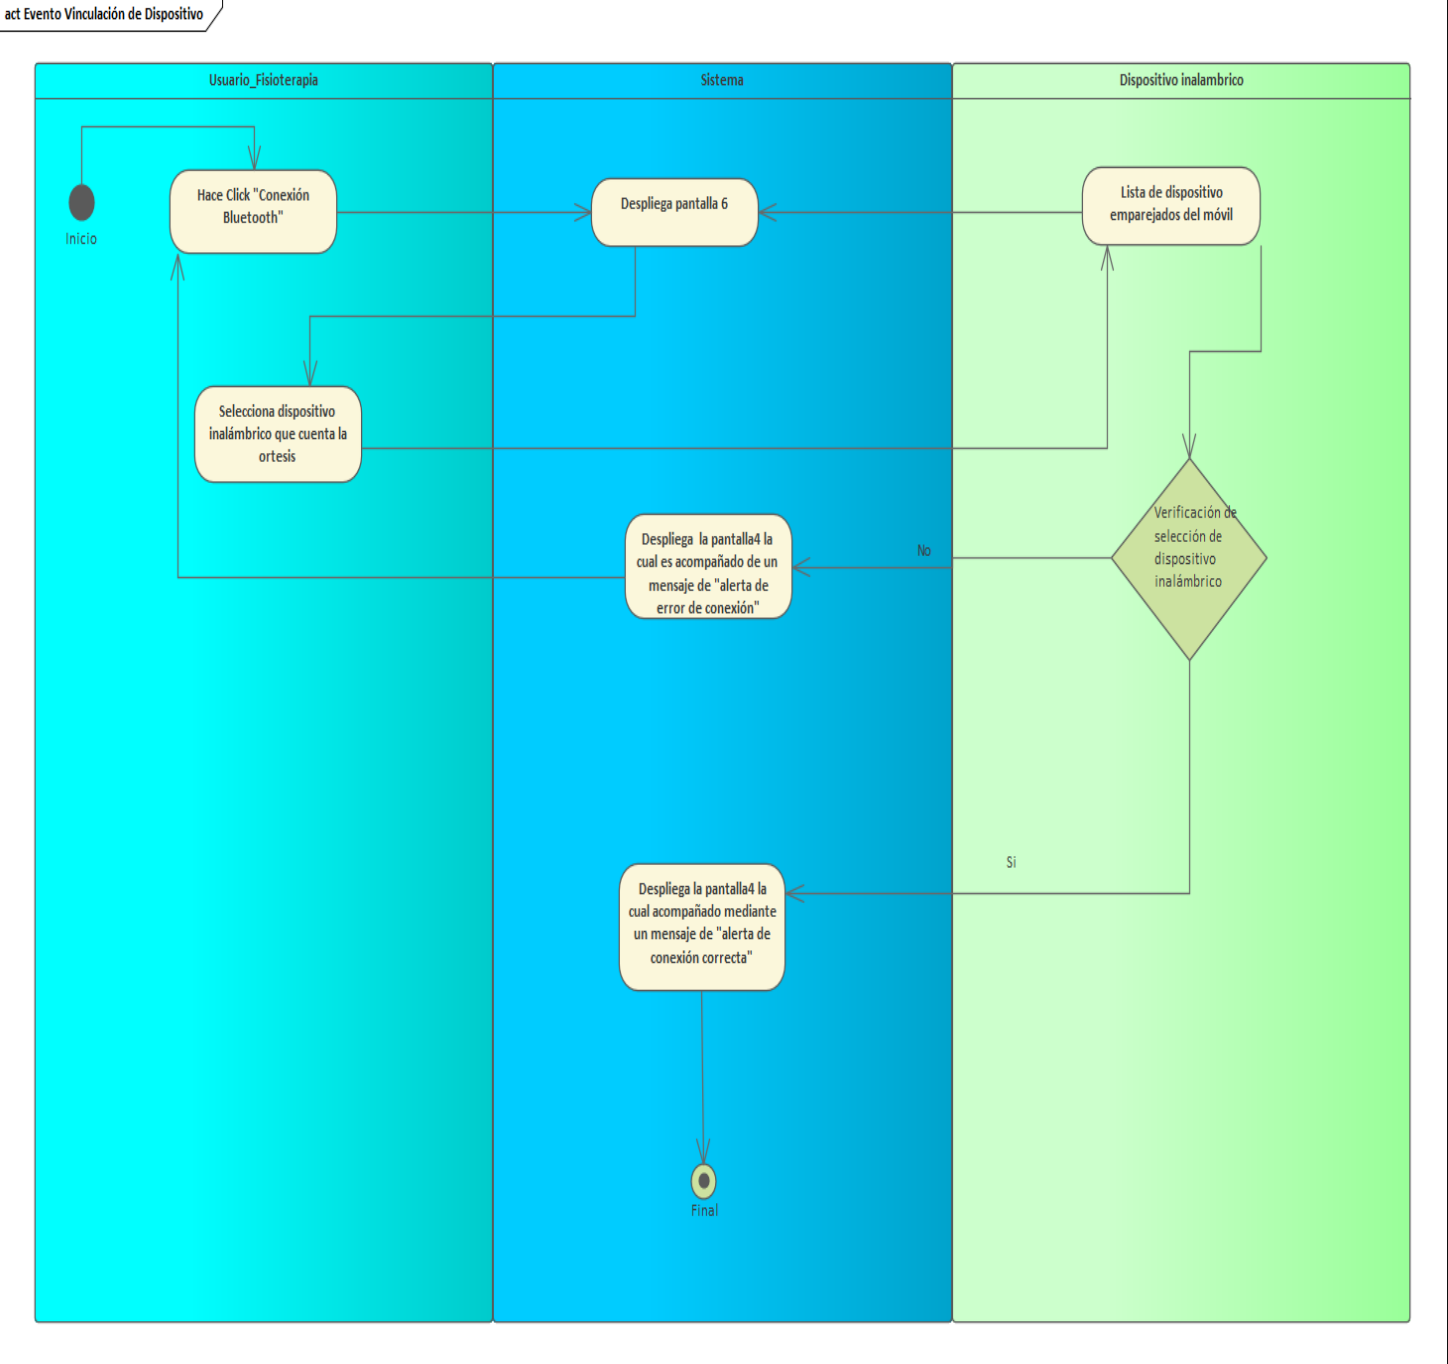 act Evento Vinculación de Dispositivo
Usuario_Fisioterapia
Sistema
Dispositivo inalambrico
Inicio
Hace Click "Conexión
Bluetooth"
Despliega pantalla 6
Lista de dispositivo
emparejados del móvil
Selecciona dispositivo
inalámbrico que cuenta la
ortesis
Despliega la pantalla4 la
cual es acompañado de un
mensaje de "alerta de
error de conexión"
No
Verificación de
selección de
dispositivo
inalámbrico
Si
Despliega la pantalla4 la
cual acompañado mediante
un mensaje de "alerta de
conexión correcta"
Final